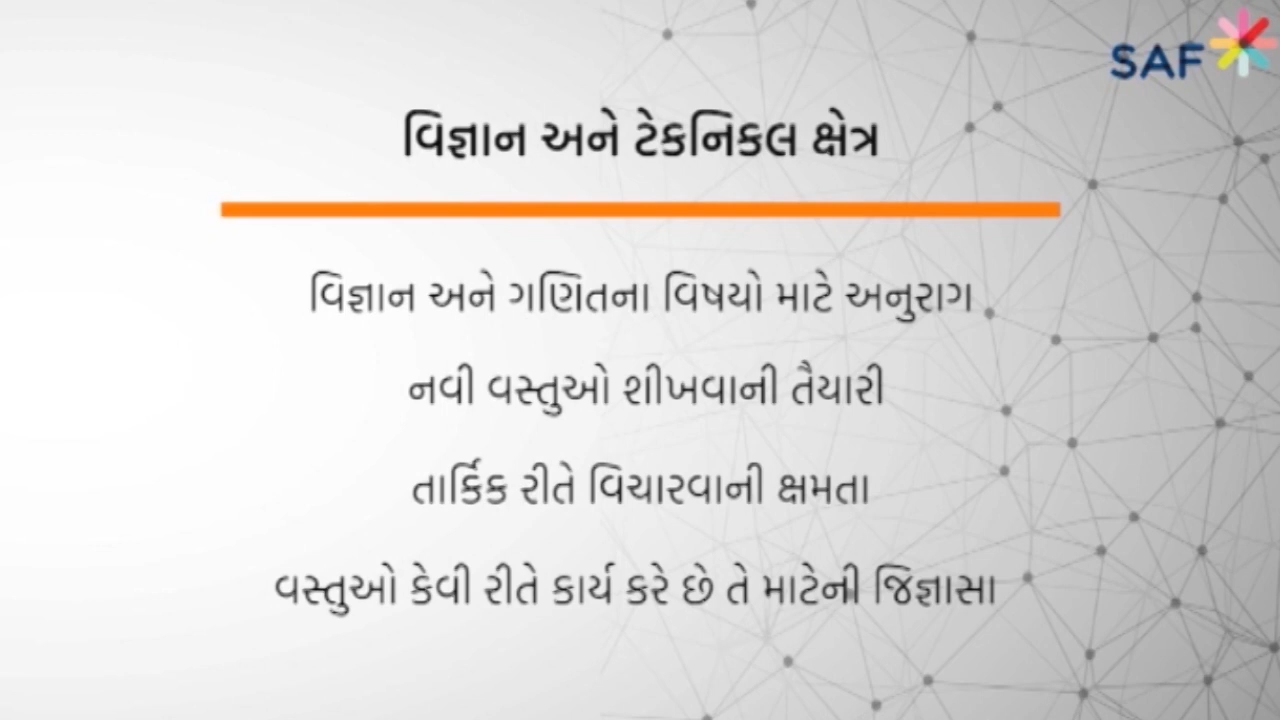 SAF
વિજ્ઞાન અને ટેકનિકલ ક્ષેત્ર
વિજ્ઞાન અને ગણિતના વિષયો માટે અનુરાગ
નવી વસ્તુઓ શીખવાની તૈયારી
તાર્કિક રીતે વિચારવાની ક્ષમતા
વસ્તુઓ કેવી રીતે કાર્ય કરે છે તે માટેની જિજ્ઞાસા